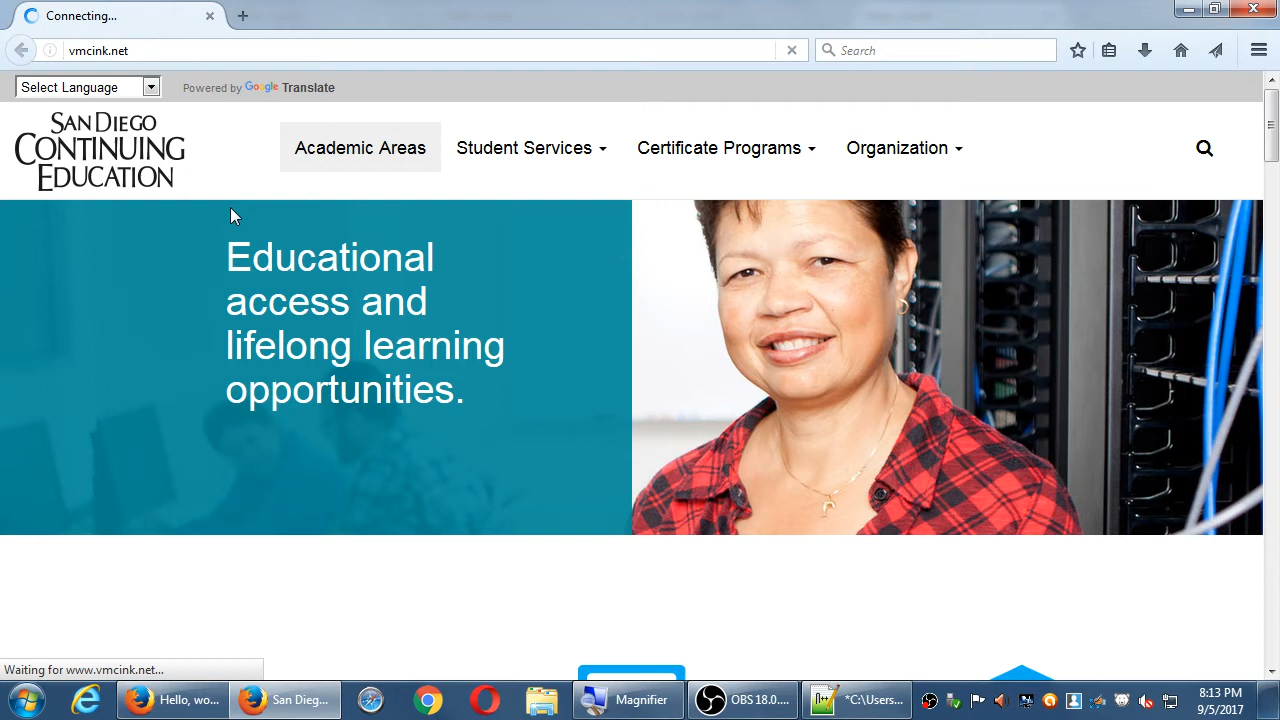 Connecting...
vmcink.net
Search
Select Language
Powered by Google Translate
SAN DIEGO
CONTINUING
EDUCATION
Academic Areas
Student Services
Certificate Programs
Organization
Educational
access and
lifelong learning
opportunities.
Waiting for www.vmcink.net...
Hello, wo...
San Dieg...
Magnifier
OBS 18.0....
*C:\Users...
8:13 PM
9/5/2017